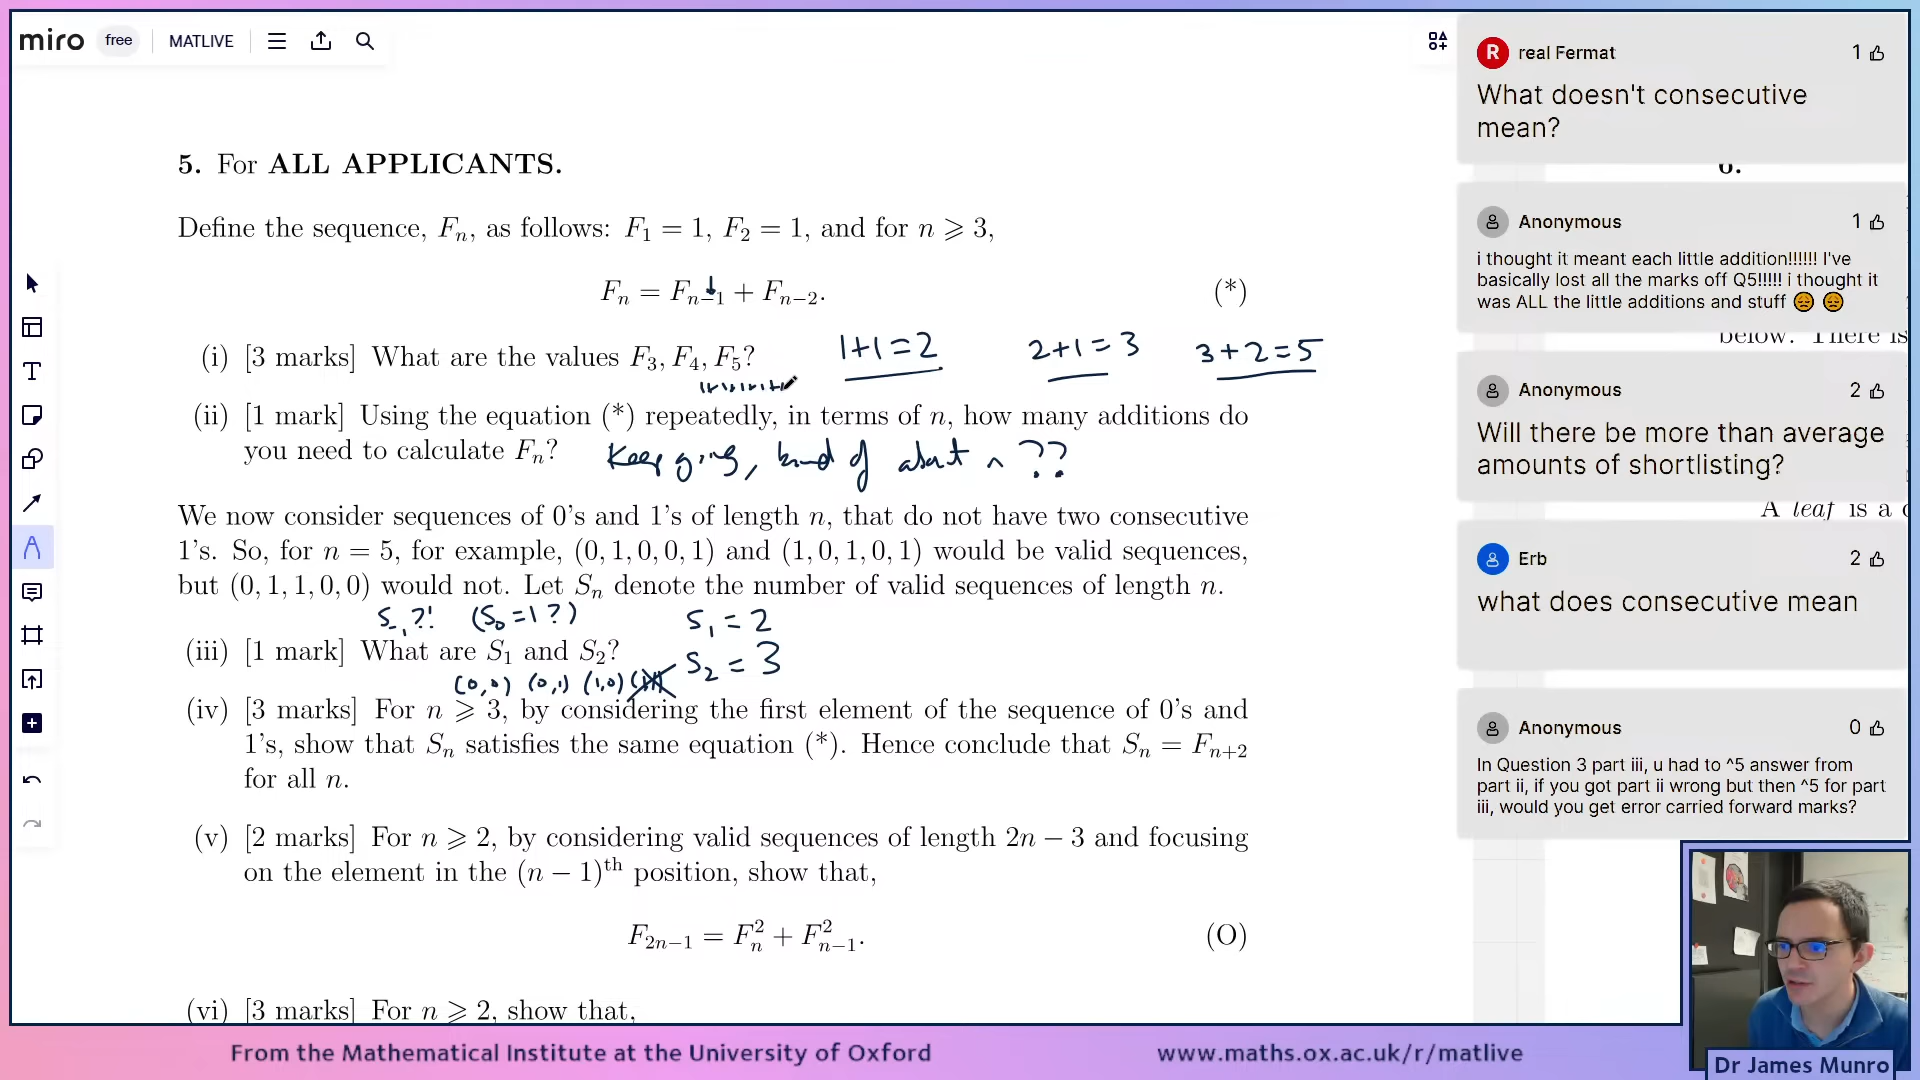 miro free MATLIVE
5. For ALL APPLICANTS.
Define the sequence, Fₙ, as follows: F₁ = 1, F₂ = 1, and for n ⩾ 3,
Fₙ = Fₙ₋₁ + Fₙ₋₂. (*)
1+1=2 2+1=3 3+2=5
(i) [3 marks] What are the values F₃, F₄, F₅?
(ii) [1 mark] Using the equation (*) repeatedly, in terms of n, how many additions do
you need to calculate Fₙ?
Keep going, kind of about n ??
We now consider sequences of 0's and 1's of length n, that do not have two consecutive
1's. So, for n = 5, for example, (0, 1, 0, 0, 1) and (1, 0, 1, 0, 1) would be valid sequences,
but (0, 1, 1, 0, 0) would not. Let Sₙ denote the number of valid sequences of length n.
S₋₁?! (S₀=1?) S₁ = 2
(iii) [1 mark] What are S₁ and S₂?
S₂ = 3
(0,0) (0,1) (1,0) (1,1)
(iv) [3 marks] For n ⩾ 3, by considering the first element of the sequence of 0's and
1's, show that Sₙ satisfies the same equation (*). Hence conclude that Sₙ = Fₙ₊₂
for all n.
(v) [2 marks] For n ⩾ 2, by considering valid sequences of length 2n − 3 and focusing
on the element in the (n − 1)ᵗʰ position, show that,
F₂ₙ₋₁ = Fₙ² + Fₙ₋₁². (O)
(vi) [3 marks] For n ⩾ 2, show that,
below. There is
A leaf is a
R real Fermat 1
What doesn't consecutive
mean?
Anonymous 1
i thought it meant each little addition!!!!!! I've
basically lost all the marks off Q5!!!!! i thought it
was ALL the little additions and stuff 😔 😔
Anonymous 2
Will there be more than average
amounts of shortlisting?
Erb 2
what does consecutive mean
Anonymous 0
In Question 3 part iii, u had to ^5 answer from
part ii, if you got part ii wrong but then ^5 for part
iii, would you get error carried forward marks?
From the Mathematical Institute at the University of Oxford
www.maths.ox.ac.uk/r/matlive
Dr James Munro